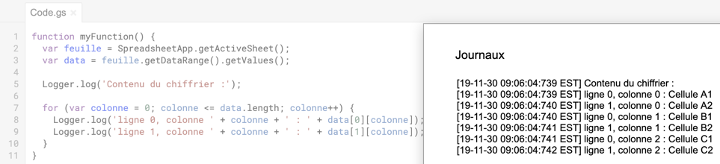 Code.gs ×
1 function myFunction() {
2 var feuille = SpreadsheetApp.getActiveSheet();
3 var data = feuille.getDataRange().getValues();
4
5 Logger.log('Contenu du chiffrier :');
6
7 for (var colonne = 0; colonne <= data.length; colonne++) {
8 Logger.log('ligne 0, colonne ' + colonne + ' : ' + data[0][colonne]);
9 Logger.log('ligne 1, colonne ' + colonne + ' : ' + data[1][colonne]);
10 }
11 }
Journaux
[19-11-30 09:06:04:739 EST] Contenu du chiffrier :
[19-11-30 09:06:04:739 EST] ligne 0, colonne 0 : Cellule A1
[19-11-30 09:06:04:740 EST] ligne 1, colonne 0 : Cellule A2
[19-11-30 09:06:04:740 EST] ligne 0, colonne 1 : Cellule B1
[19-11-30 09:06:04:741 EST] ligne 1, colonne 1 : Cellule B2
[19-11-30 09:06:04:741 EST] ligne 0, colonne 2 : Cellule C1
[19-11-30 09:06:04:742 EST] ligne 1, colonne 2 : Cellule C2